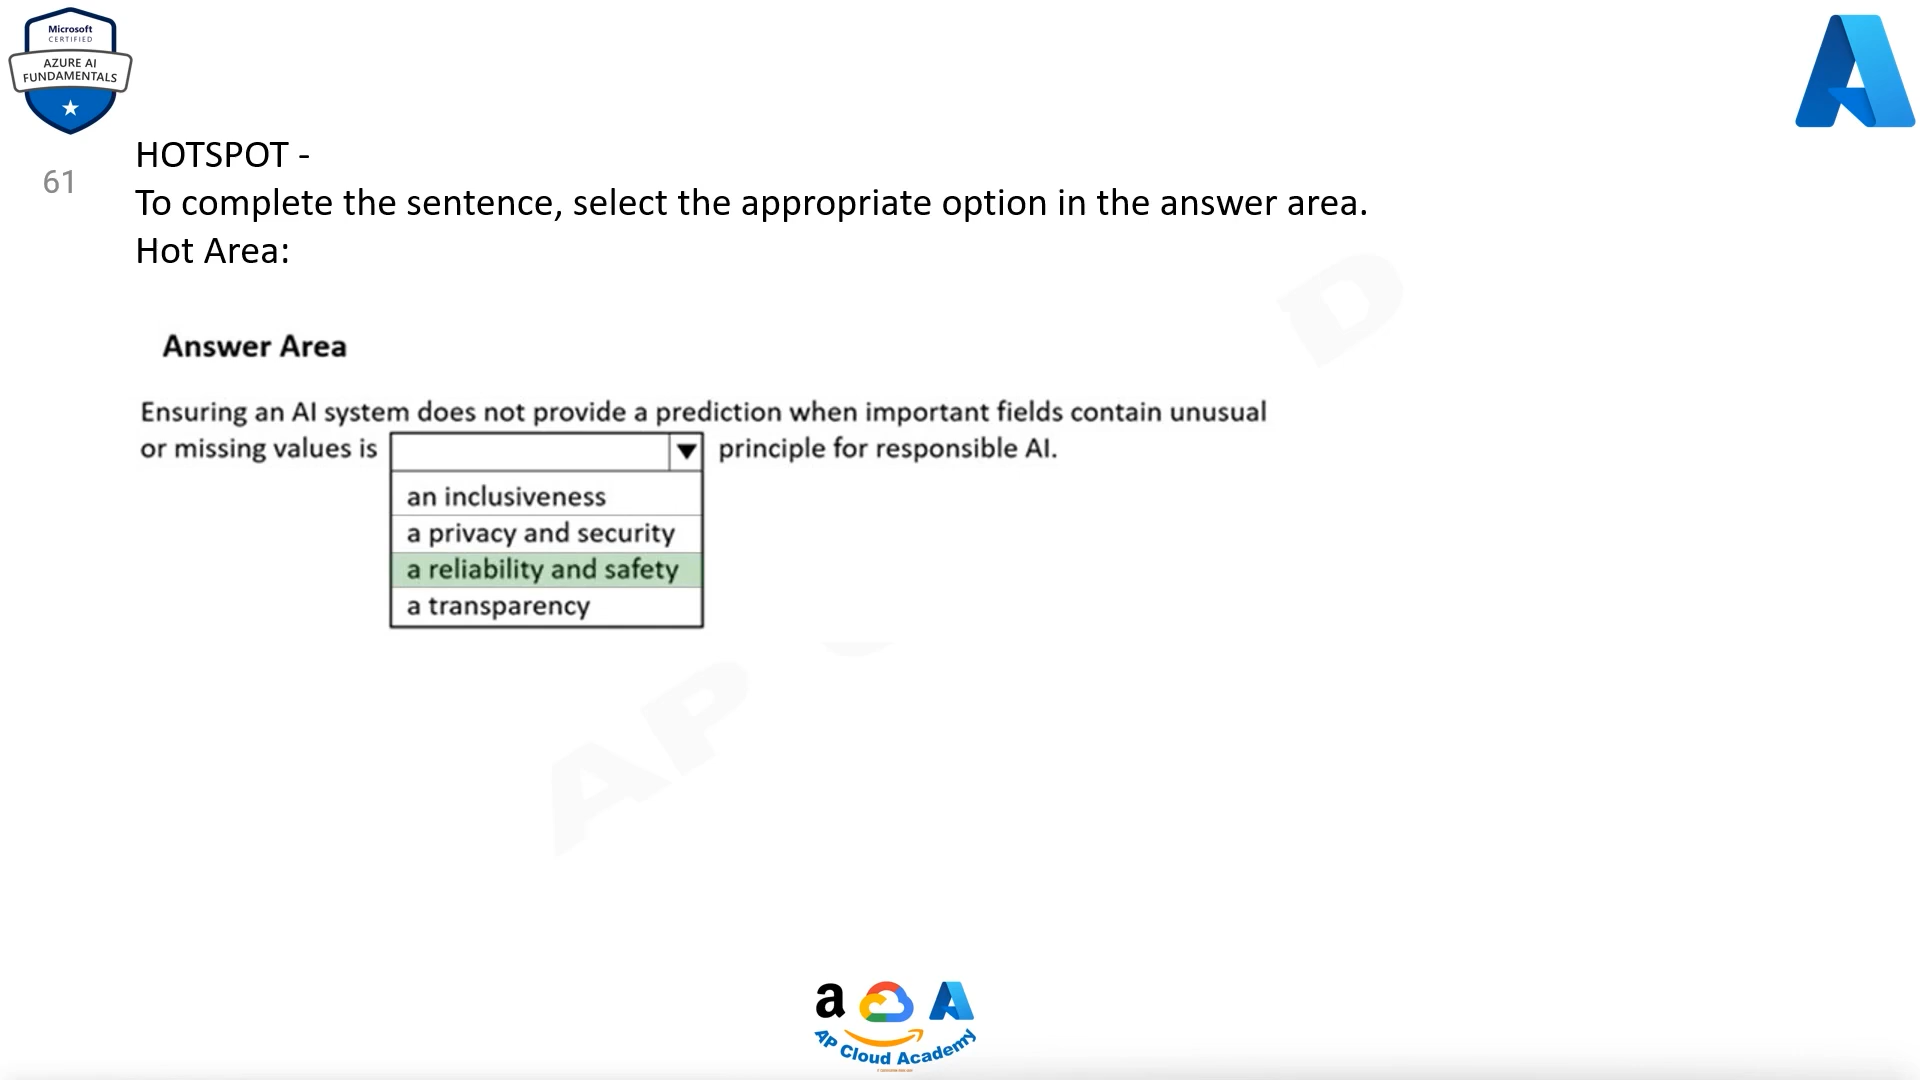 Microsoft
CERTIFIED
AZURE AI
FUNDAMENTALS
61
HOTSPOT -
To complete the sentence, select the appropriate option in the answer area.
Hot Area:
Answer Area
Ensuring an AI system does not provide a prediction when important fields contain unusual
or missing values is principle for responsible AI.
an inclusiveness
a privacy and security
a reliability and safety
a transparency
AP
D
a
AP Cloud Academy